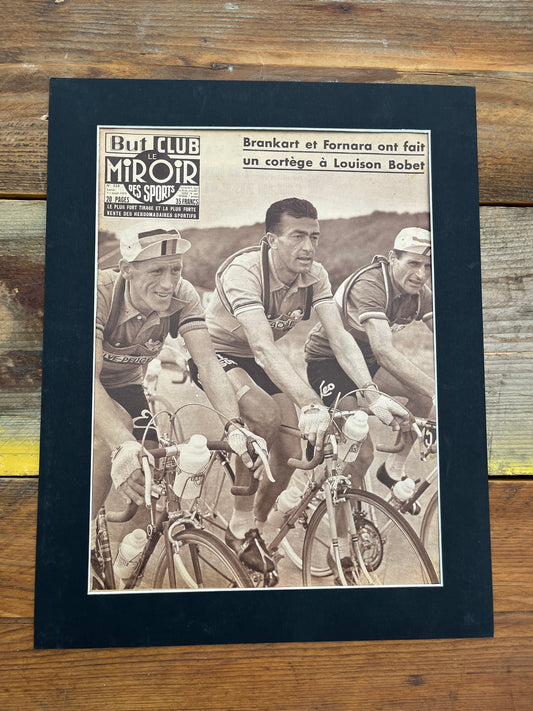 But CLUB
LE
MIROIR
DES SPORTS
20 PAGES
35 FRANCS
LE PLUS FORT TIRAGE ET LA PLUS FORTE
VENTE DES HEBDOMADAIRES SPORTIFS
Brankart et Fornara ont fait
un cortège à Louison Bobet